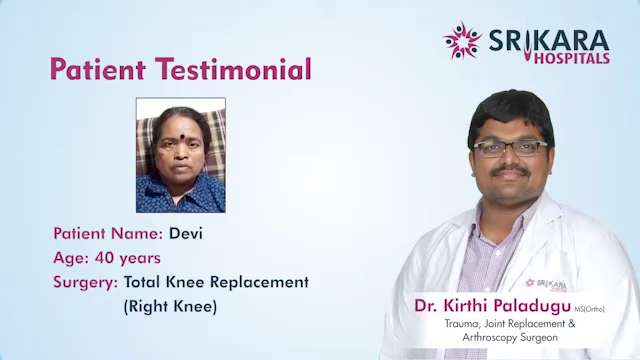 SRIKARA
HOSPITALS
Patient Testimonial
Patient Name: Devi
Age: 40 years
Surgery: Total Knee Replacement
(Right Knee)
SRIKARA
Dr. Kirthi Paladugu MS(Ortho)
Trauma, Joint Replacement &
Arthroscopy Surgeon